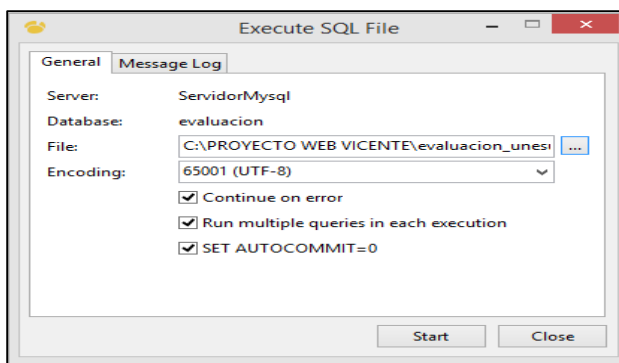 Execute SQL File
General Message Log
Server: ServidorMysql
Database: evaluacion
File: C:\PROYECTO WEB VICENTE\evaluacion_unesu ...
Encoding: 65001 (UTF-8)
Continue on error
Run multiple queries in each execution
SET AUTOCOMMIT=0
Start Close